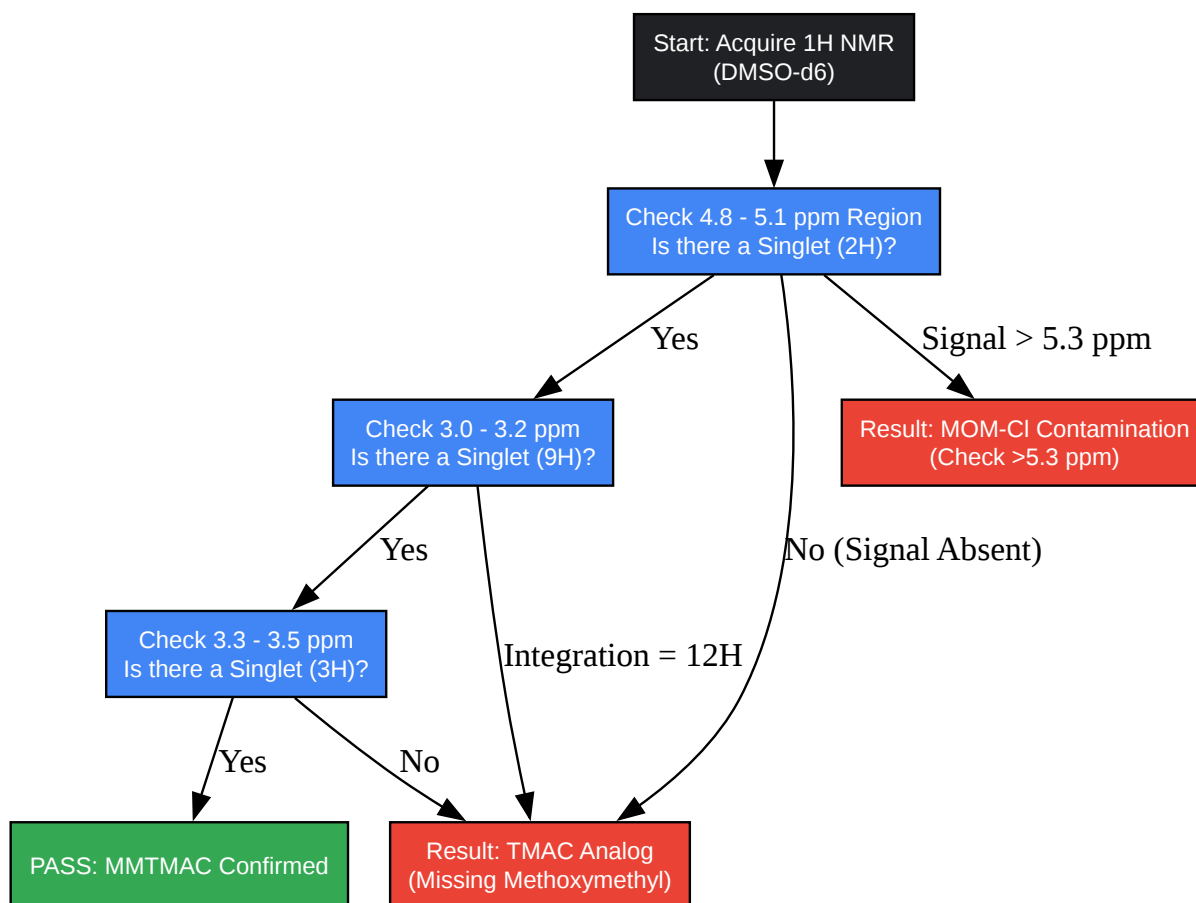 Start: Acquire 1H NMR
(DMSO-d6)
Check 4.8 - 5.1 ppm Region
Is there a Singlet (2H)?
Yes
Signal > 5.3 ppm
Check 3.0 - 3.2 ppm
Is there a Singlet (9H)?
Result: MOM-Cl Contamination
(Check >5.3 ppm)
Yes
No (Signal Absent)
Check 3.3 - 3.5 ppm
Is there a Singlet (3H)?
Integration = 12H
Yes
No
PASS: MMTMAC Confirmed
Result: TMAC Analog
(Missing Methoxymethyl)